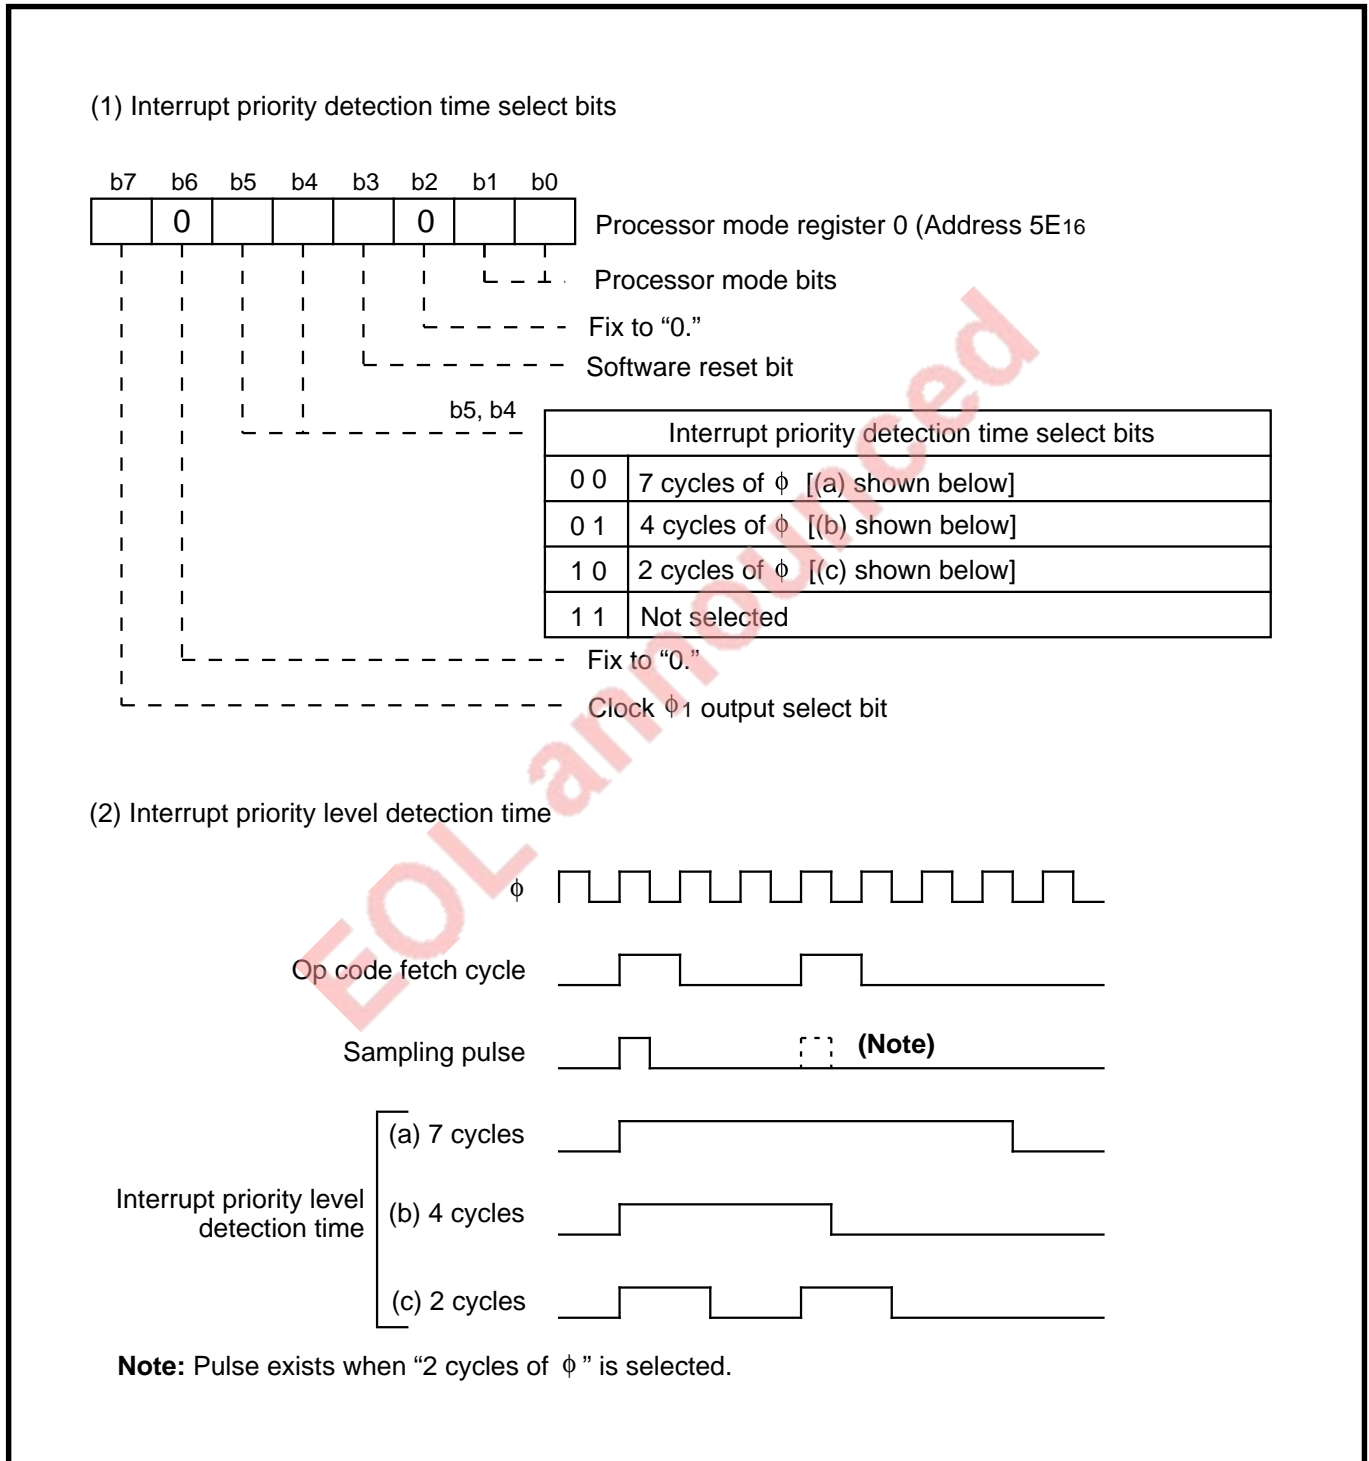 (1) Interrupt priority detection time select bits
b7 b6 b5 b4 b3 b2 b1 b0
0 0 Processor mode register 0 (Address 5E16
Processor mode bits
Fix to “0.”
Software reset bit
b5, b4
Interrupt priority detection time select bits
0 0 7 cycles of ϕ [(a) shown below]
0 1 4 cycles of ϕ [(b) shown below]
1 0 2 cycles of ϕ [(c) shown below]
1 1 Not selected
Fix to “0.”
Clock ϕ1 output select bit
(2) Interrupt priority level detection time
ϕ
Op code fetch cycle
Sampling pulse (Note)
(a) 7 cycles
Interrupt priority level
detection time
(b) 4 cycles
(c) 2 cycles
Note: Pulse exists when “2 cycles of ϕ” is selected.
EOL announced